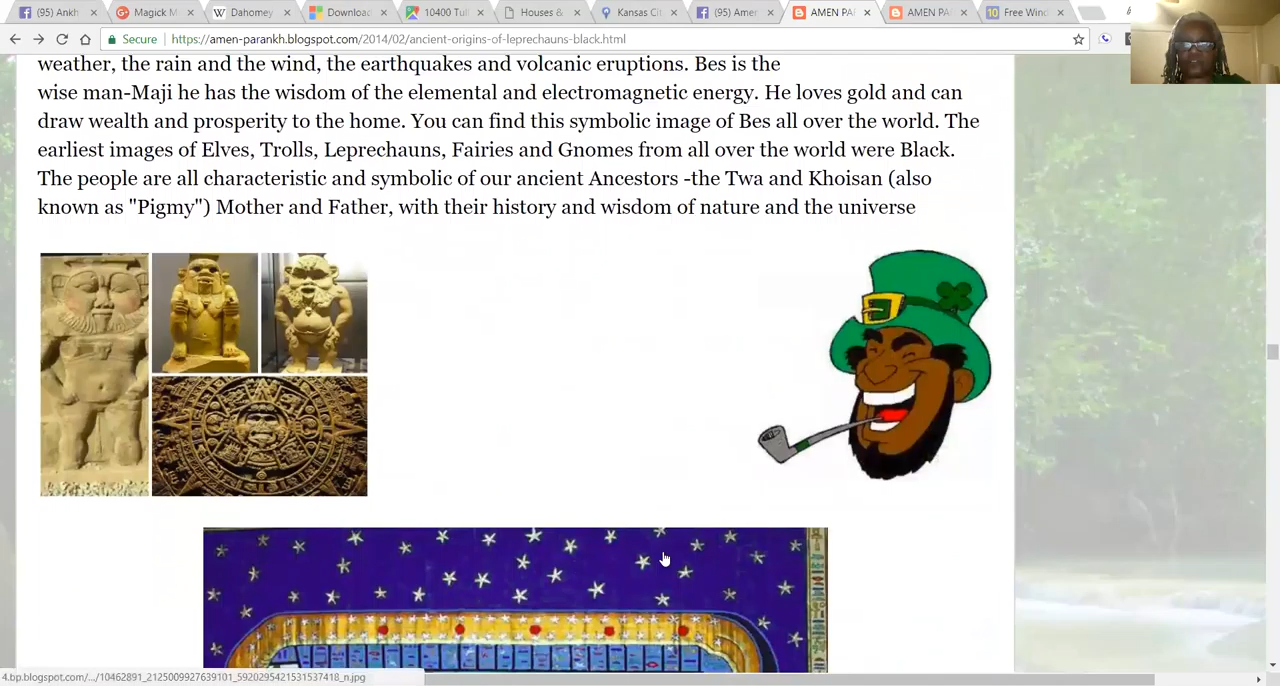 (95) Ankh
Magick M
Dahomey
Download
10400 Tull
Houses &
Kansas Cit
(95) Amen
AMEN PAR
AMEN PA
Free Wind
Secure
https://amen-parankh.blogspot.com/2014/02/ancient-origins-of-leprechauns-black.html
weather, the rain and the wind, the earthquakes and volcanic eruptions. Bes is the
wise man-Maji he has the wisdom of the elemental and electromagnetic energy. He loves gold and can
draw wealth and prosperity to the home. You can find this symbolic image of Bes all over the world. The
earliest images of Elves, Trolls, Leprechauns, Fairies and Gnomes from all over the world were Black.
The people are all characteristic and symbolic of our ancient Ancestors -the Twa and Khoisan (also
known as "Pigmy") Mother and Father, with their history and wisdom of nature and the universe
4.bp.blogspot.com/.../10462891_2125009927639101_5920295421531537418_n.jpg